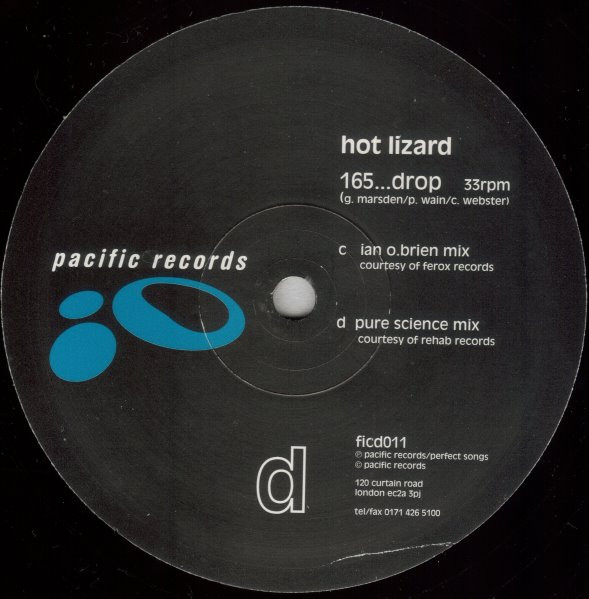 hot lizard
165...drop 33rpm
(g. marsden/p. wain/c. webster)
pacific records
c ian o.brien mix
courtesy of ferox records
d pure science mix
courtesy of rehab records
d
ficd011
℗ pacific records/perfect songs
© pacific records
120 curtain road
london ec2a 3pj
tel/fax 0171 426 5100